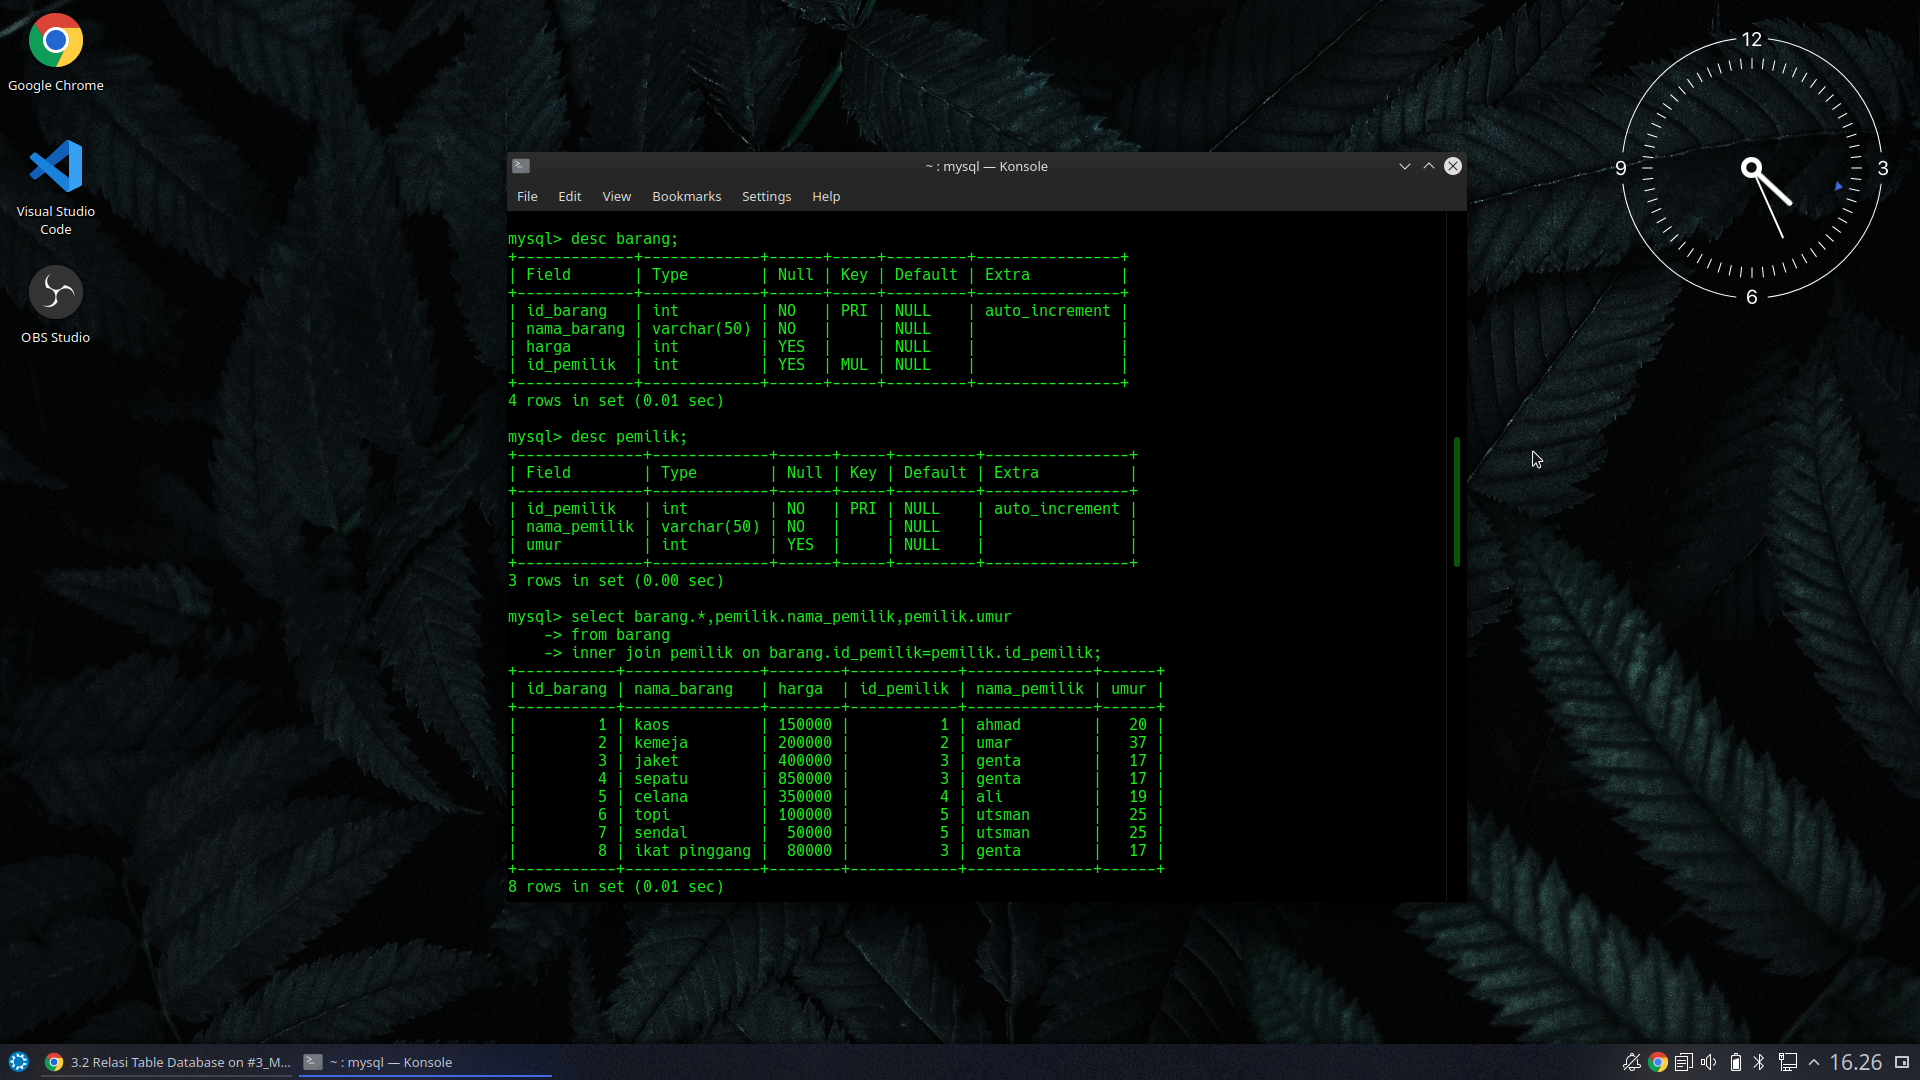 Google Chrome
Visual Studio
Code
OBS Studio
12
3
6
9
~ : mysql — Konsole
File Edit View Bookmarks Settings Help
mysql> desc barang;
+-------------+-------------+------+-----+---------+----------------+
| Field       | Type        | Null | Key | Default | Extra          |
+-------------+-------------+------+-----+---------+----------------+
| id_barang   | int         | NO   | PRI | NULL    | auto_increment |
| nama_barang | varchar(50) | NO   |     | NULL    |                |
| harga       | int         | YES  |     | NULL    |                |
| id_pemilik  | int         | YES  | MUL | NULL    |                |
+-------------+-------------+------+-----+---------+----------------+
4 rows in set (0.01 sec)
mysql> desc pemilik;
+--------------+-------------+------+-----+---------+----------------+
| Field        | Type        | Null | Key | Default | Extra          |
+--------------+-------------+------+-----+---------+----------------+
| id_pemilik   | int         | NO   | PRI | NULL    | auto_increment |
| nama_pemilik | varchar(50) | NO   |     | NULL    |                |
| umur         | int         | YES  |     | NULL    |                |
+--------------+-------------+------+-----+---------+----------------+
3 rows in set (0.00 sec)
mysql> select barang.*,pemilik.nama_pemilik,pemilik.umur
    -> from barang
    -> inner join pemilik on barang.id_pemilik=pemilik.id_pemilik;
+-----------+---------------+--------+------------+--------------+------+
| id_barang | nama_barang   | harga  | id_pemilik | nama_pemilik | umur |
+-----------+---------------+--------+------------+--------------+------+
|         1 | kaos          | 150000 |          1 | ahmad        |   20 |
|         2 | kemeja        | 200000 |          2 | umar         |   37 |
|         3 | jaket         | 400000 |          3 | genta        |   17 |
|         4 | sepatu        | 850000 |          3 | genta        |   17 |
|         5 | celana        | 350000 |          4 | ali          |   19 |
|         6 | topi          | 100000 |          5 | utsman       |   25 |
|         7 | sendal        |  50000 |          5 | utsman       |   25 |
|         8 | ikat pinggang |  80000 |          3 | genta        |   17 |
+-----------+---------------+--------+------------+--------------+------+
8 rows in set (0.01 sec)
3.2 Relasi Table Database on #3_M... ~ : mysql — Konsole 16.26